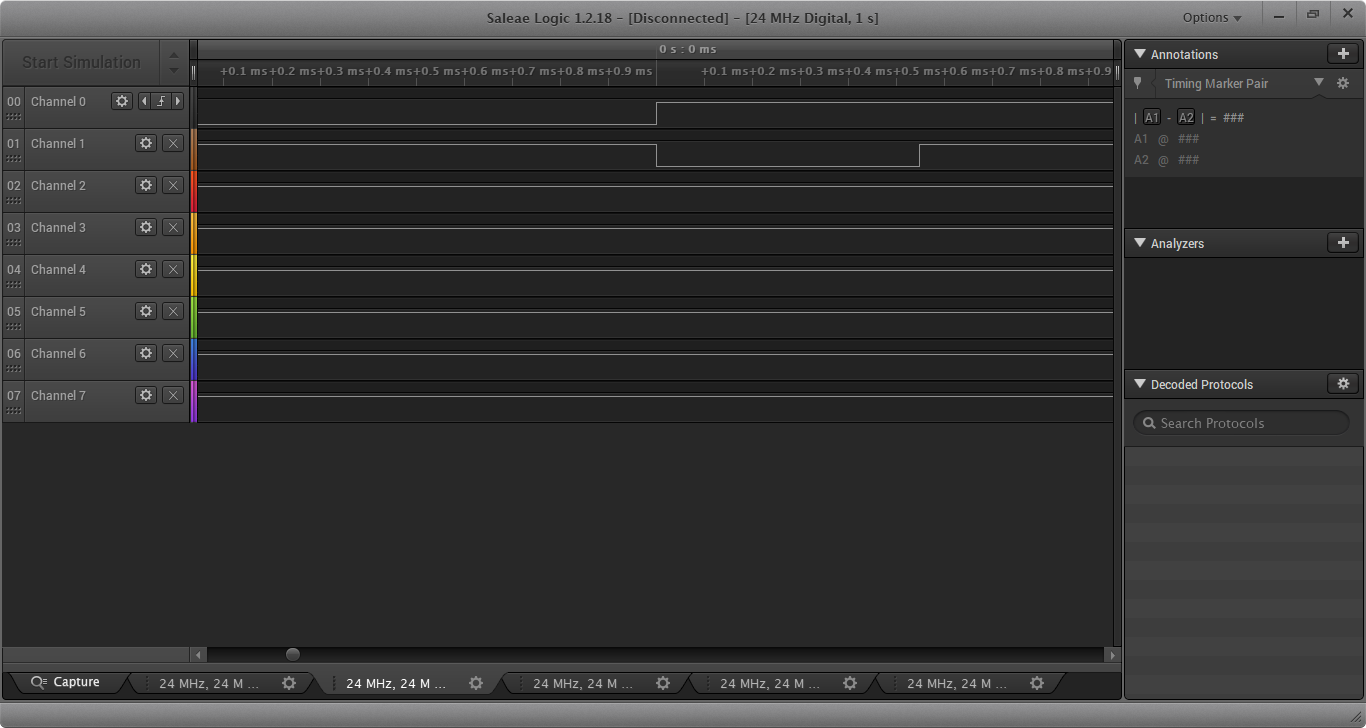 Saleae Logic 1.2.18 - [Disconnected] - [24 MHz Digital, 1 s]
Options
Start Simulation
0 s : 0 ms
+0.1 ms+0.2 ms+0.3 ms+0.4 ms+0.5 ms+0.6 ms+0.7 ms+0.8 ms+0.9 ms
+0.1 ms+0.2 ms+0.3 ms+0.4 ms+0.5 ms+0.6 ms+0.7 ms+0.8 ms+0.9
00 Channel 0
01 Channel 1
02 Channel 2
03 Channel 3
04 Channel 4
05 Channel 5
06 Channel 6
07 Channel 7
Annotations
Timing Marker Pair
| A1 - A2 | = ###
A1 @ ###
A2 @ ###
Analyzers
Decoded Protocols
Search Protocols
Capture
24 MHz, 24 M ...
24 MHz, 24 M ...
24 MHz, 24 M ...
24 MHz, 24 M ...
24 MHz, 24 M ...